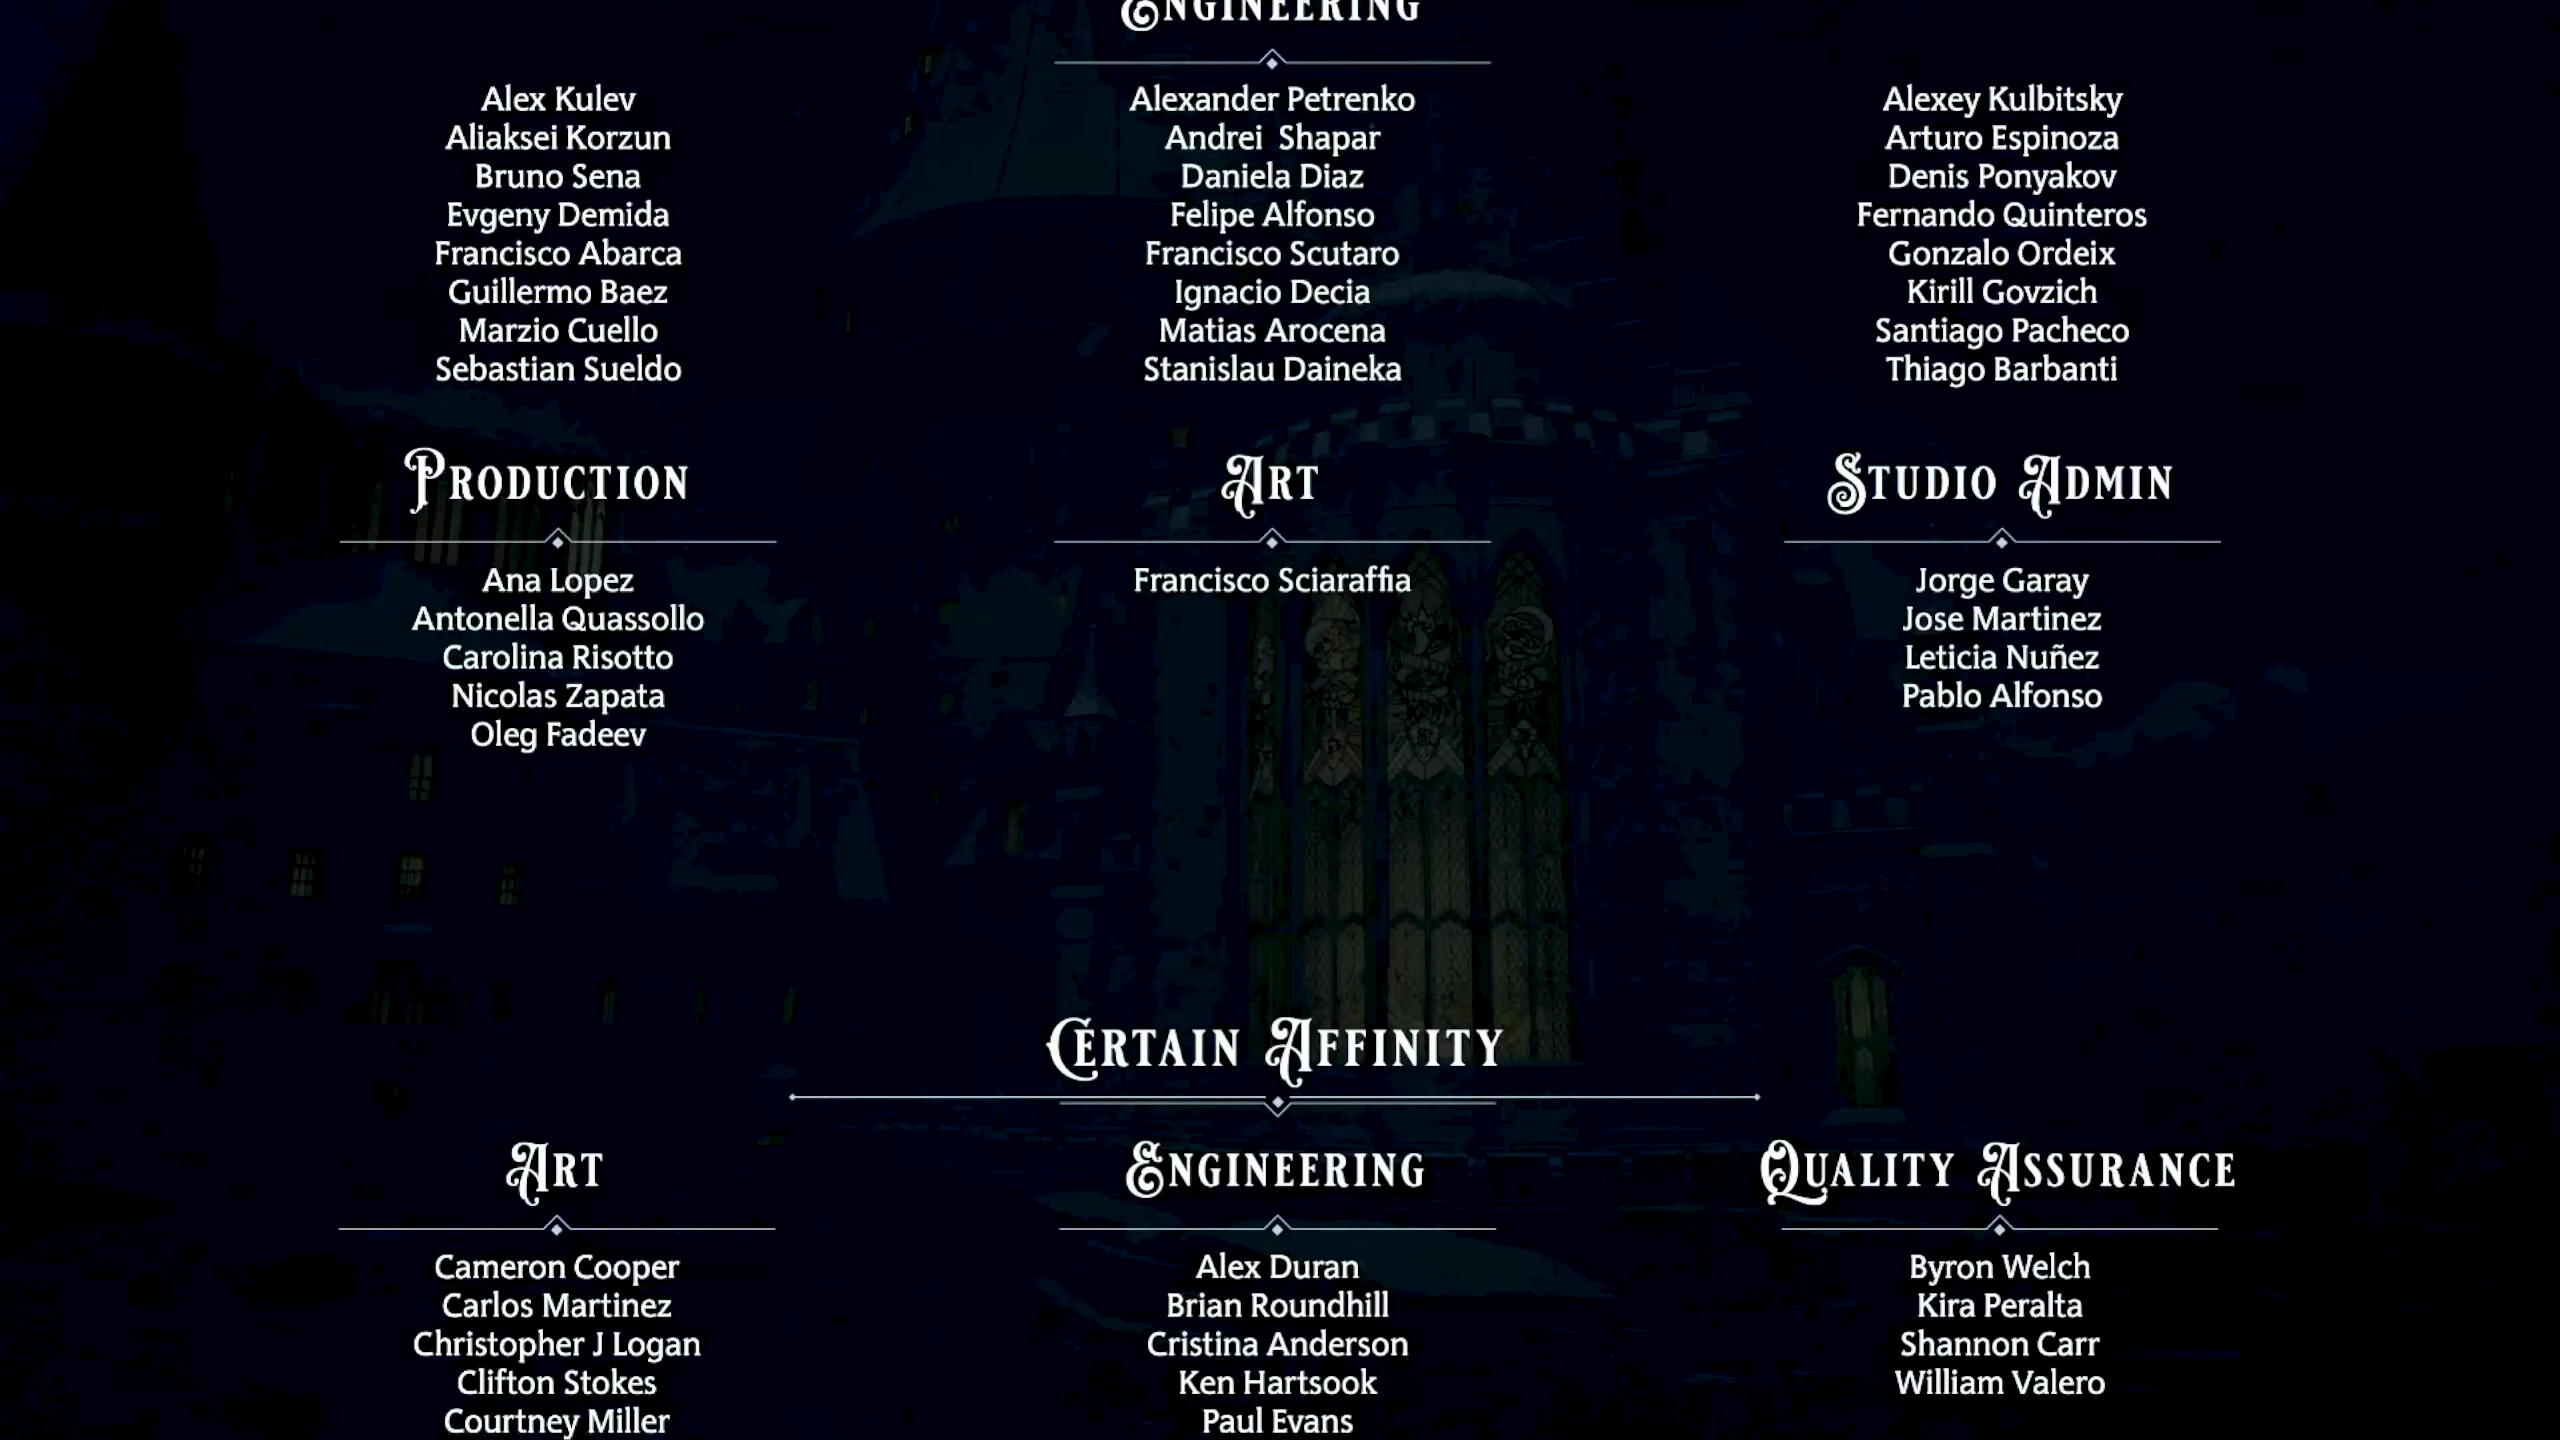 Engineering
Alex Kulev
Aliaksei Korzun
Bruno Sena
Evgeny Demida
Francisco Abarca
Guillermo Baez
Marzio Cuello
Sebastian Sueldo
Alexander Petrenko
Andrei  Shapar
Daniela Diaz
Felipe Alfonso
Francisco Scutaro
Ignacio Decia
Matias Arocena
Stanislau Daineka
Alexey Kulbitsky
Arturo Espinoza
Denis Ponyakov
Fernando Quinteros
Gonzalo Ordeix
Kirill Govzich
Santiago Pacheco
Thiago Barbanti
Production
Ana Lopez
Antonella Quassollo
Carolina Risotto
Nicolas Zapata
Oleg Fadeev
Art
Francisco Sciaraffia
Studio Admin
Jorge Garay
Jose Martinez
Leticia Nuñez
Pablo Alfonso
Certain Affinity
Art
Cameron Cooper
Carlos Martinez
Christopher J Logan
Clifton Stokes
Courtney Miller
Engineering
Alex Duran
Brian Roundhill
Cristina Anderson
Ken Hartsook
Paul Evans
Quality Assurance
Byron Welch
Kira Peralta
Shannon Carr
William Valero